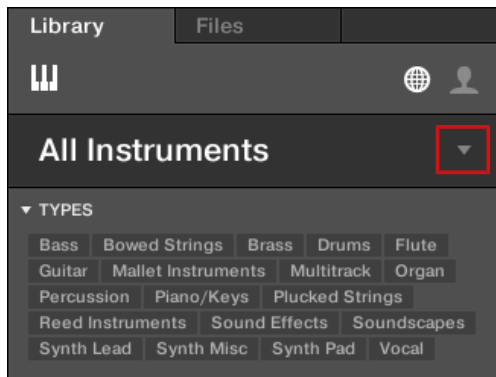 Library Files
All Instruments
TYPES
Bass Bowed Strings Brass Drums Flute
Guitar Mallet Instruments Multitrack Organ
Percussion Piano/Keys Plucked Strings
Reed Instruments Sound Effects Soundscapes
Synth Lead Synth Misc Synth Pad Vocal